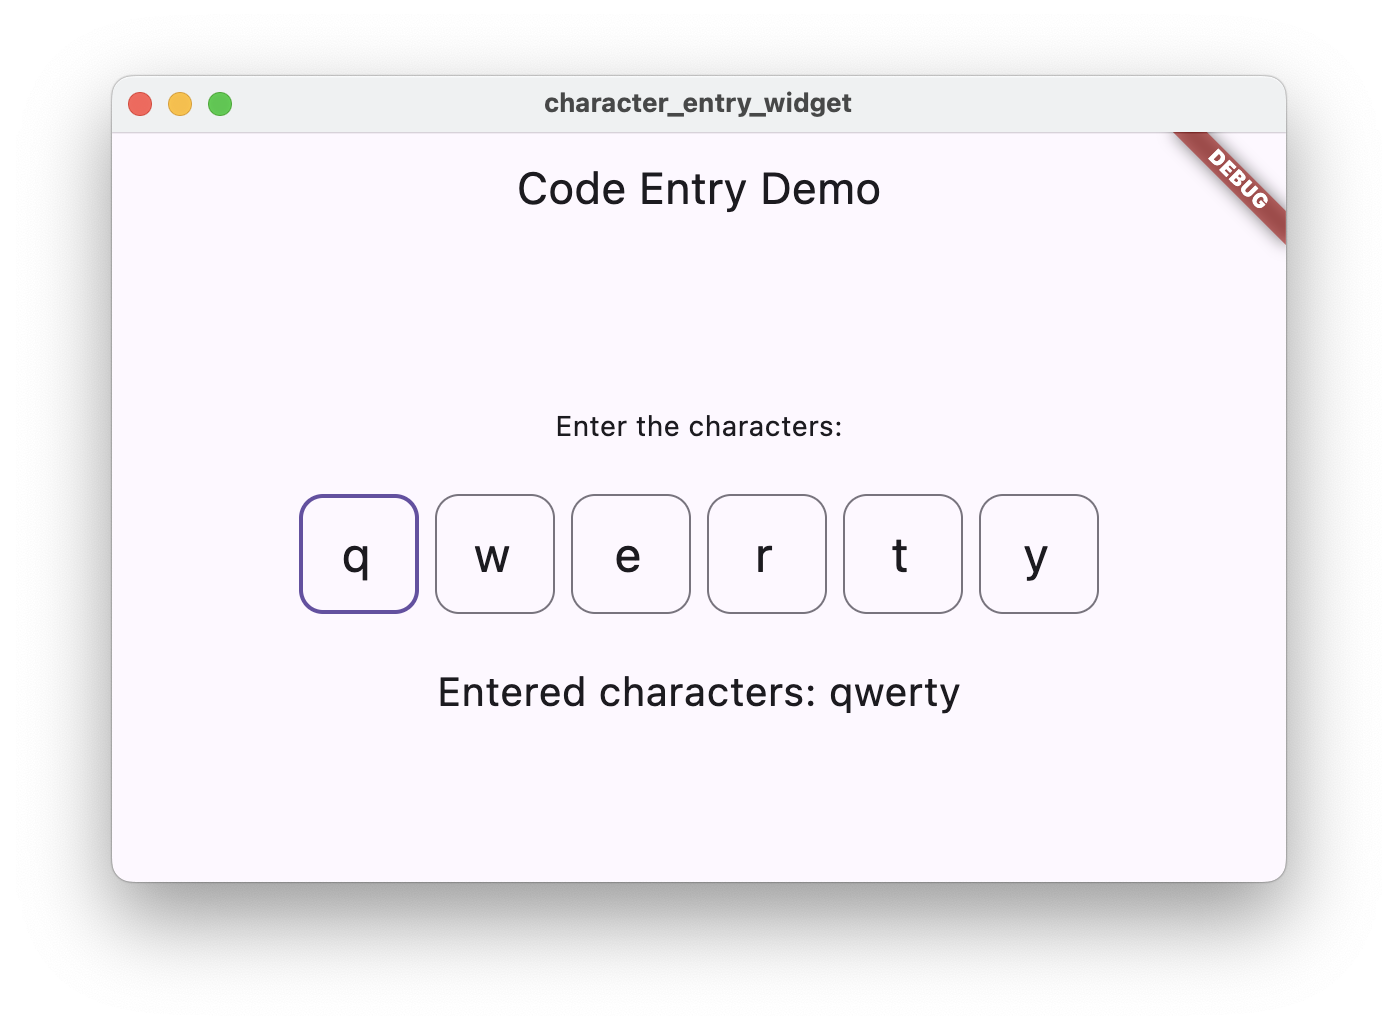 character_entry_widget
DEBUG
Code Entry Demo
Enter the characters:
q w e r t y
Entered characters: qwerty